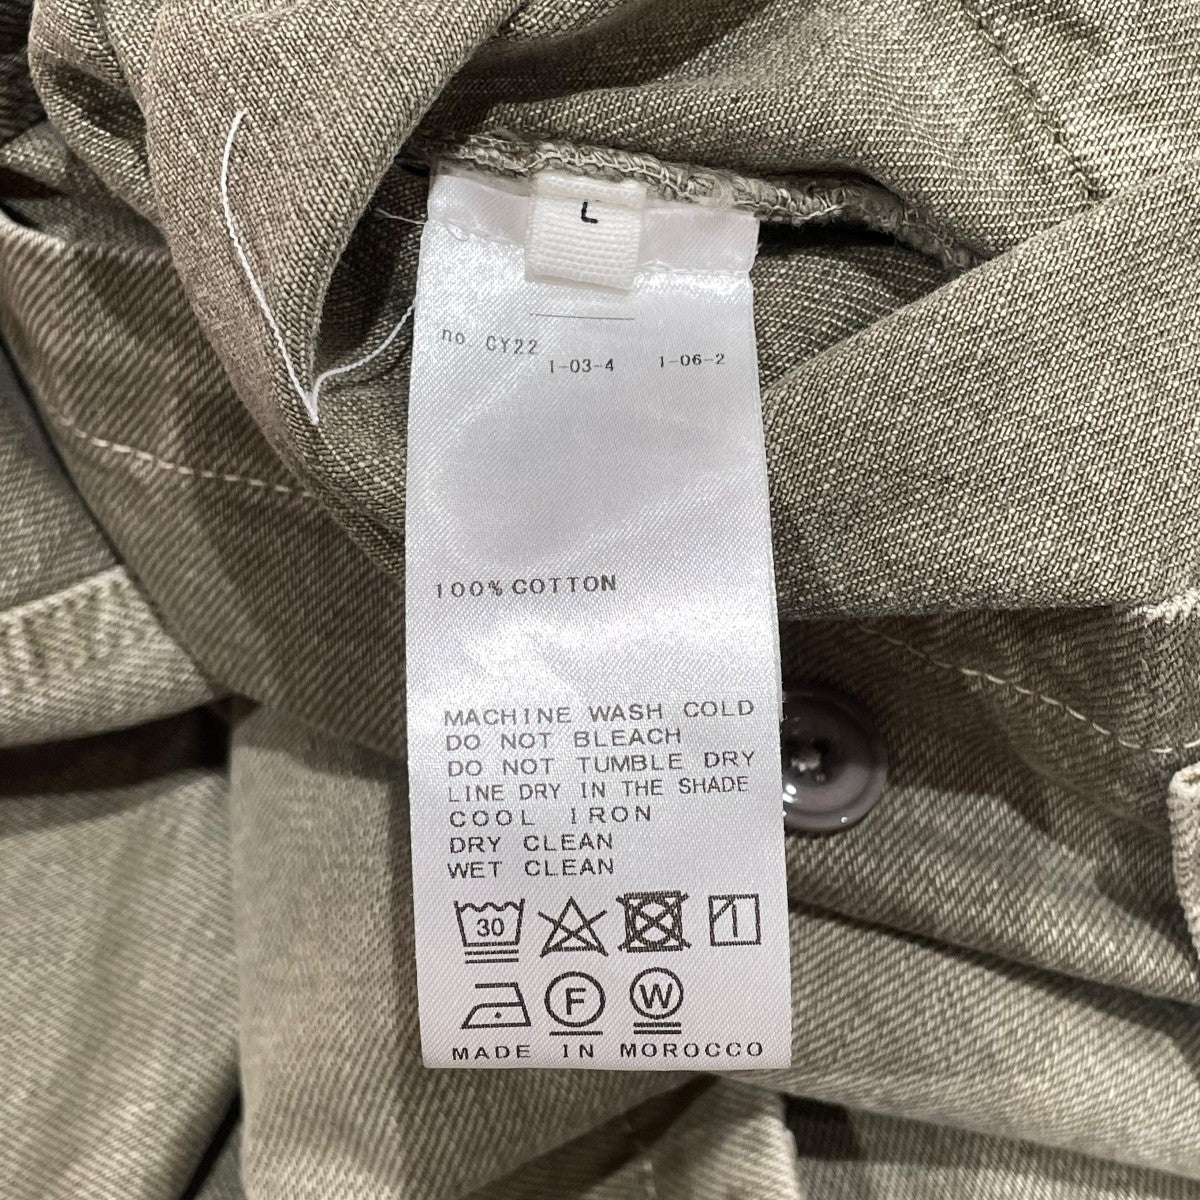 L
no CY22
1-03-4 1-06-2
100% COTTON
MACHINE WASH COLD
DO NOT BLEACH
DO NOT TUMBLE DRY
LINE DRY IN THE SHADE
COOL IRON
DRY CLEAN
WET CLEAN
30
F W
MADE IN MOROCCO